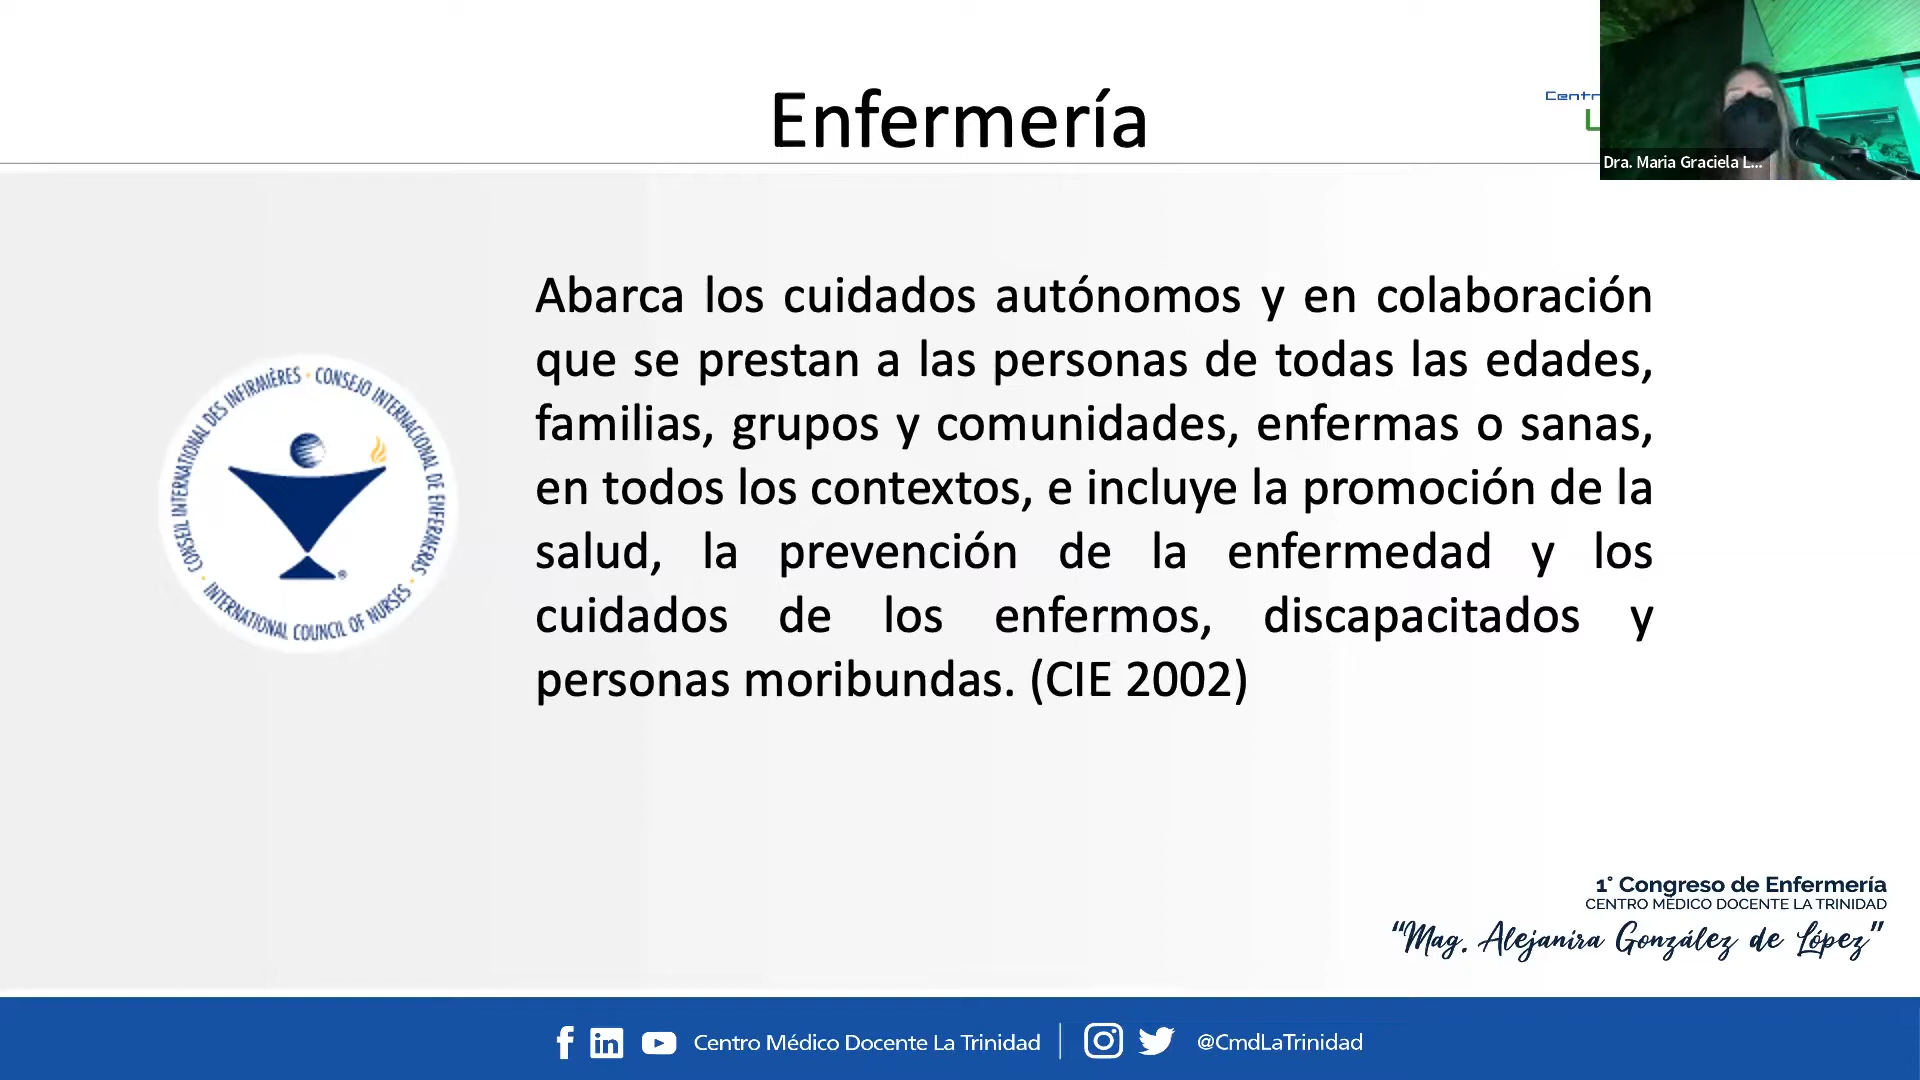 Enfermería
Centr
L
Dra. Maria Graciela L...
Abarca los cuidados autónomos y en colaboración
que se prestan a las personas de todas las edades,
familias, grupos y comunidades, enfermas o sanas,
en todos los contextos, e incluye la promoción de la
salud, la prevención de la enfermedad y los
cuidados de los enfermos, discapacitados y
personas moribundas. (CIE 2002)
CONSEIL INTERNATIONAL DES INFIRMIÈRES · CONSEJO INTERNACIONAL DE ENFERMERAS ·
INTERNATIONAL COUNCIL OF NURSES ·
®
1° Congreso de Enfermería
CENTRO MÉDICO DOCENTE LA TRINIDAD
"Mag. Alejanira González de López"
Centro Médico Docente La Trinidad | @CmdLaTrinidad